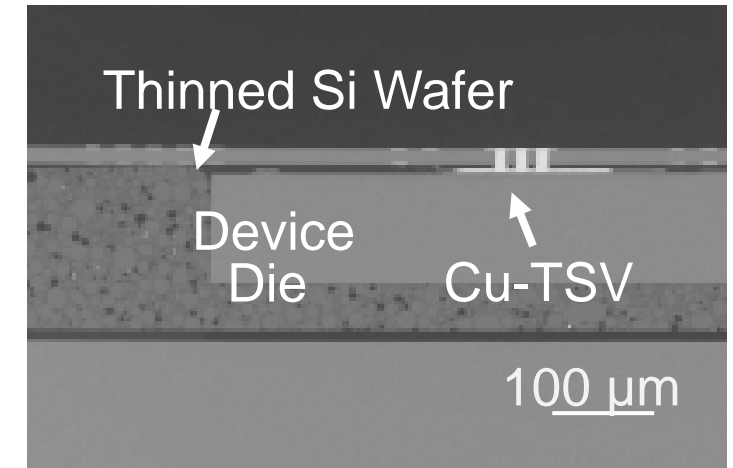 Thinned Si Wafer
Device
Die
Cu-TSV
100 μm